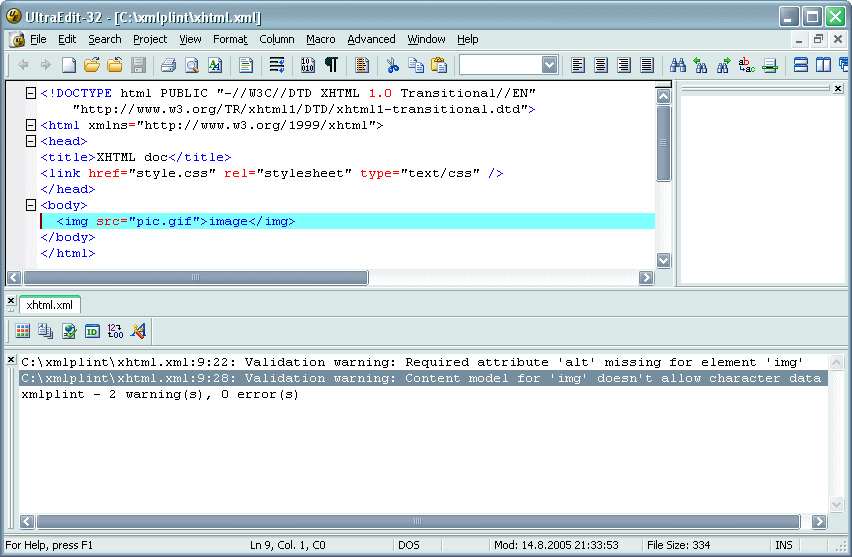 UltraEdit-32 - [C:\xmlplint\xhtml.xml]
File Edit Search Project View Format Column Macro Advanced Window Help
<!DOCTYPE html PUBLIC "-//W3C//DTD XHTML 1.0 Transitional//EN"
"http://www.w3.org/TR/xhtml1/DTD/xhtml1-transitional.dtd">
<html xmlns="http://www.w3.org/1999/xhtml">
<head>
<title>XHTML doc</title>
<link href="style.css" rel="stylesheet" type="text/css" />
</head>
<body>
<img src="pic.gif">image</img>
</body>
</html>
xhtml.xml
C:\xmlplint\xhtml.xml:9:22: Validation warning: Required attribute 'alt' missing for element 'img'
C:\xmlplint\xhtml.xml:9:28: Validation warning: Content model for 'img' doesn't allow character data
xmlplint - 2 warning(s), 0 error(s)
For Help, press F1 Ln 9, Col. 1, C0 DOS Mod: 14.8.2005 21:33:53 File Size: 334 INS